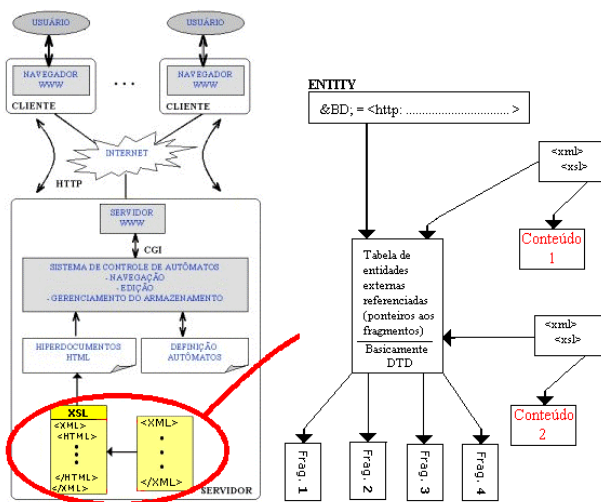 USUÁRIO
USUÁRIO
NAVEGADOR
WWW
NAVEGADOR
WWW
...
CLIENTE
CLIENTE
INTERNET
HTTP
SERVIDOR
WWW
CGI
SISTEMA DE CONTROLE DE AUTÔMATOS
- NAVEGAÇÃO
- EDIÇÃO
- GERENCIAMENTO DO ARMAZENAMENTO
HIPERDOCUMENTOS
HTML
DEFINIÇÃO
AUTÔMATOS
XSL
<XML>
<HTML>
</HTML>
</XML>
<XML>
</XML>
SERVIDOR
ENTITY
&BD; = <http: ................................ >
<xml>
<xsl>
Conteúdo
1
Tabela de
entidades
externas
referenciadas
(ponteiros aos
fragmentos)
Basicamente
DTD
<xml>
<xsl>
Conteúdo
2
Frag. 1
Frag. 2
Frag. 3
Frag. 4